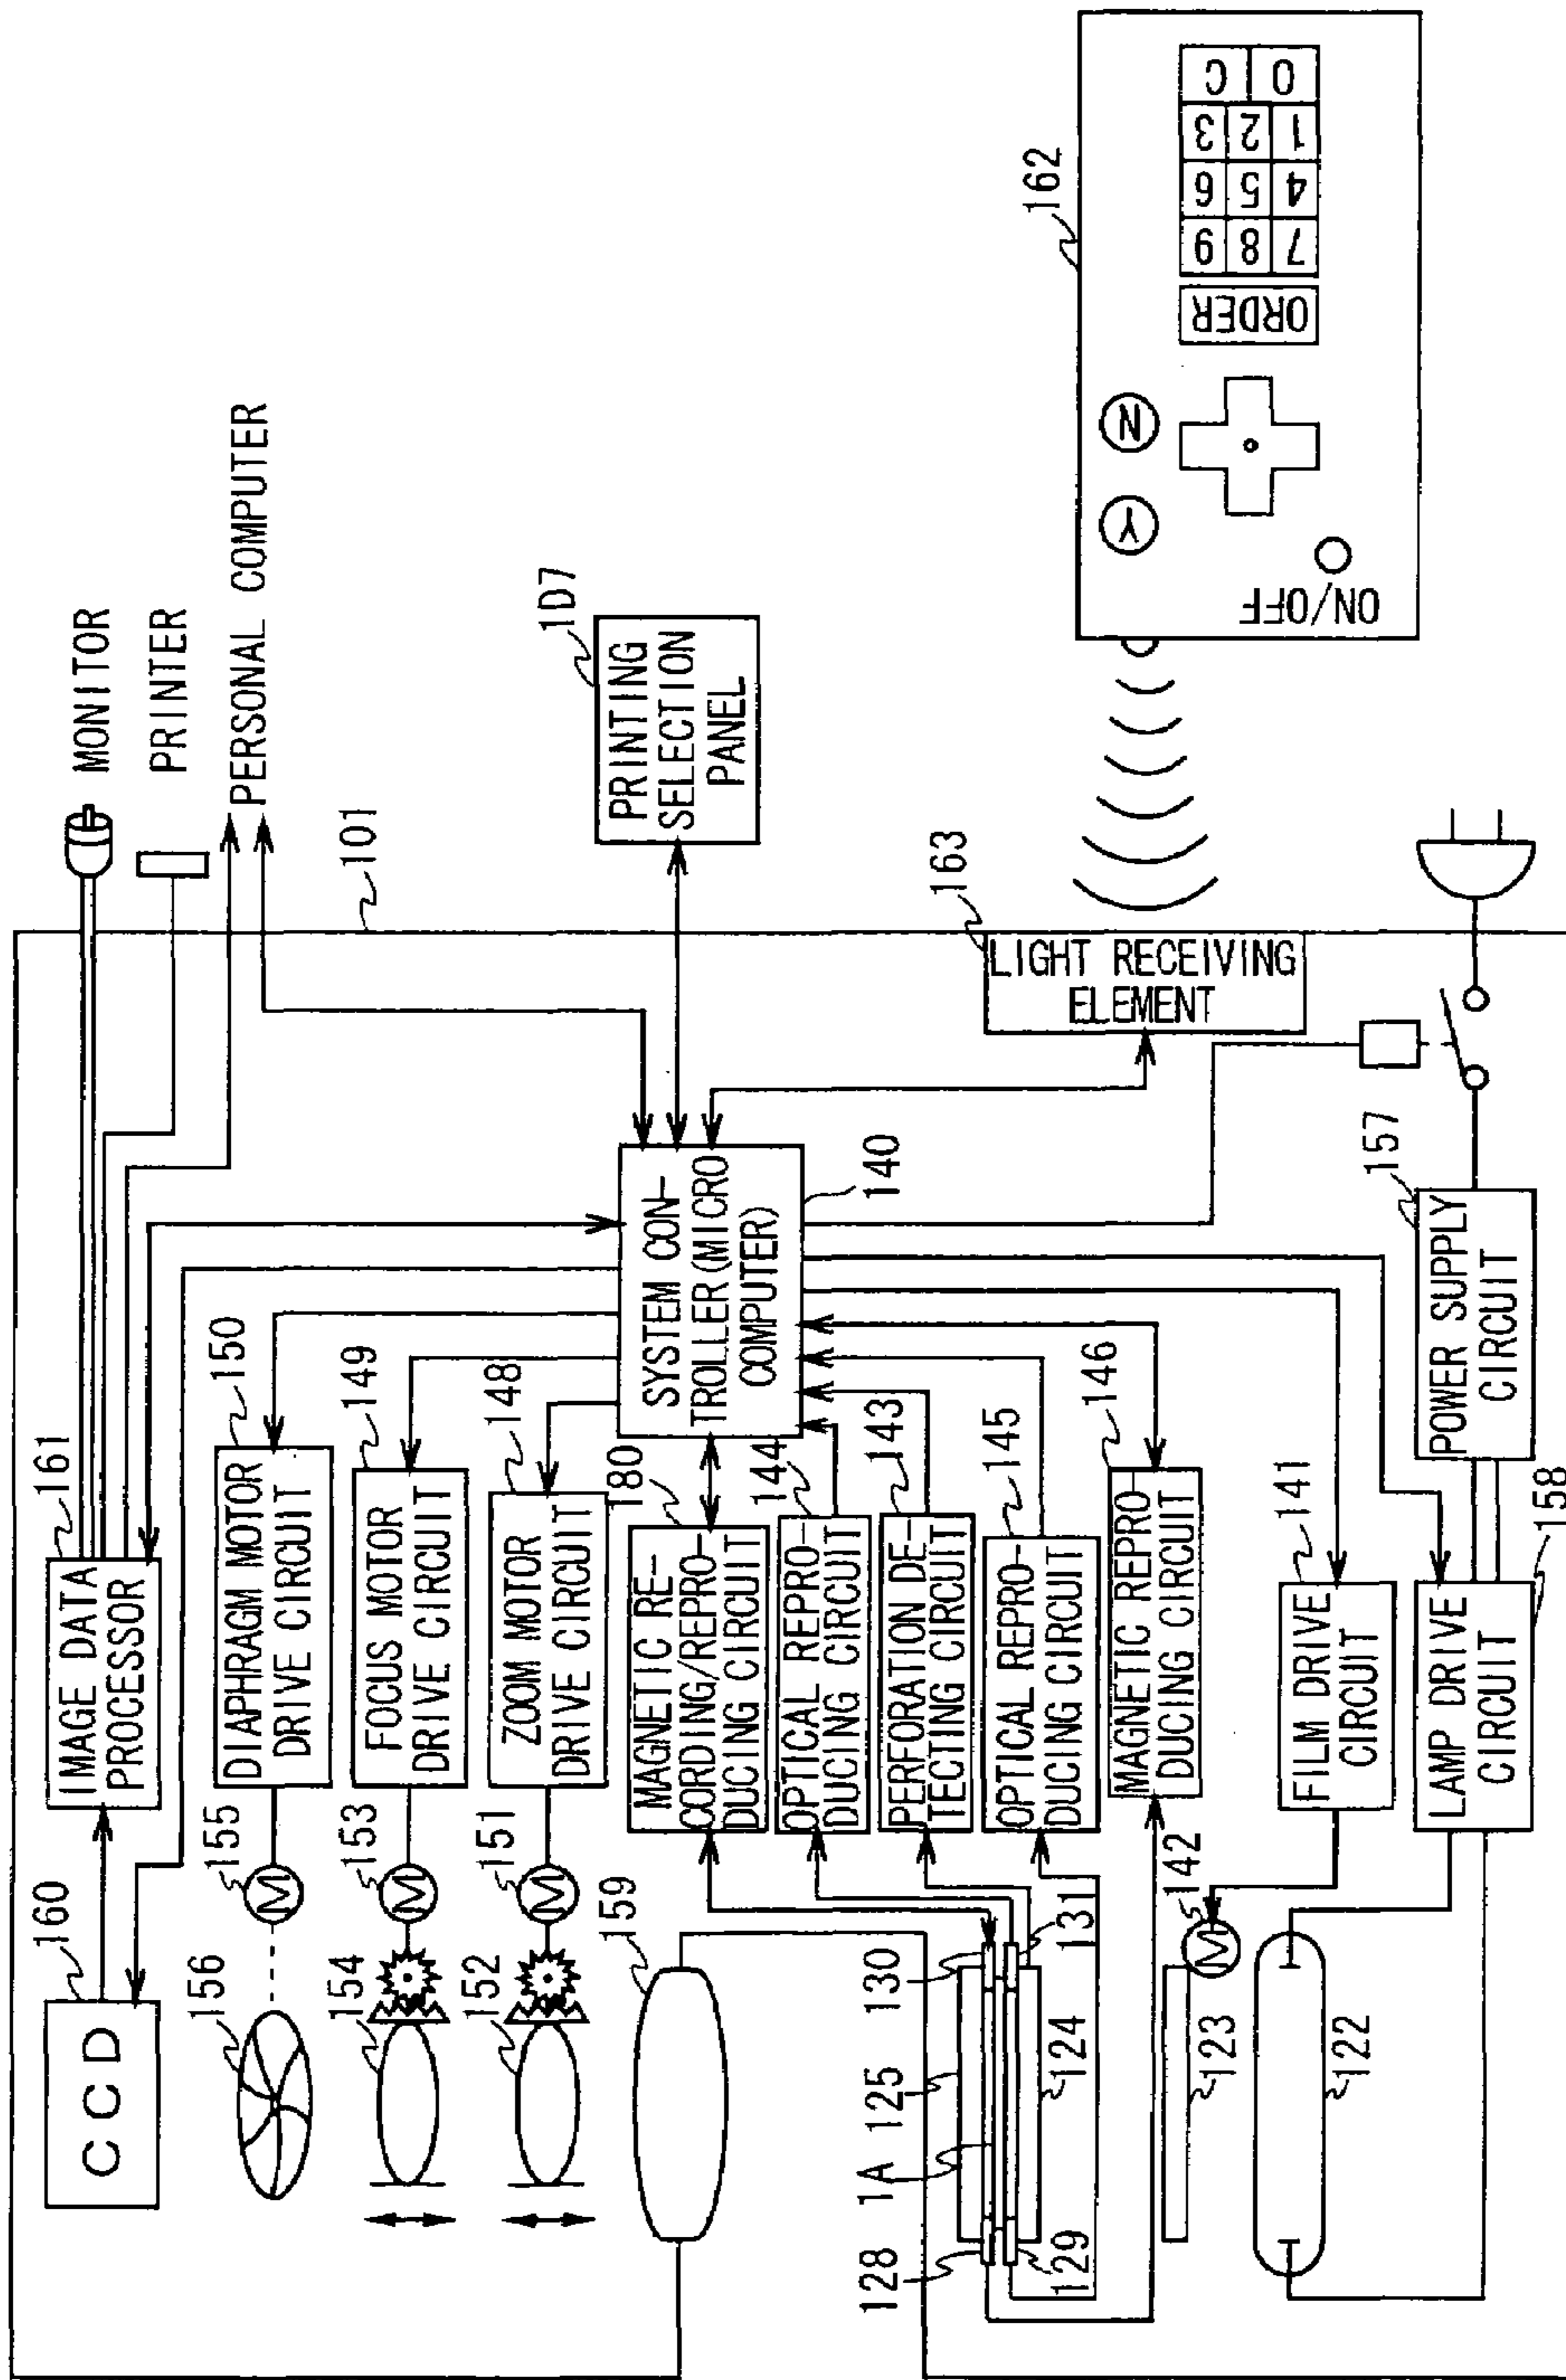 MONITOR
PRINTER
PERSONAL COMPUTER
101
161
IMAGE DATA
PROCESSOR
160
CCD
150
DIAPHRAGM MOTOR
DRIVE CIRCUIT
155
156
149
FOCUS MOTOR
DRIVE CIRCUIT
153
154
148
ZOOM MOTOR
DRIVE CIRCUIT
151
152
159
1D7
PRINTING
SELECTION
PANEL
SYSTEM CON-
TROLLER(MICRO
COMPUTER)
140
180
MAGNETIC RE-
CORDING/REPRO-
DUCING CIRCUIT
144
OPTICAL REPRO-
DUCING CIRCUIT
143
PERFORATION DE-
TECTING CIRCUIT
145
OPTICAL REPRO-
DUCING CIRCUIT
146
MAGNETIC REPRO-
DUCING CIRCUIT
128
1A
125
130
129
124
131
163
LIGHT RECEIVING
ELEMENT
162
Y
N
ON/OFF
ORDER
7 4 1 0
8 5 2
9 6 3 C
141
FILM DRIVE
CIRCUIT
142
M
M
M
M
123
122
157
POWER SUPPLY
CIRCUIT
LAMP DRIVE
CIRCUIT
158